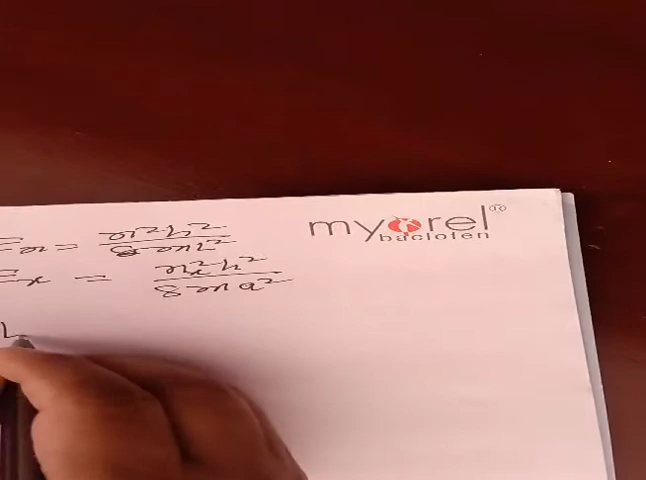 myorel®
baclofen
En = n²h² / 8ml²
Ex = nx²h² / 8ma²